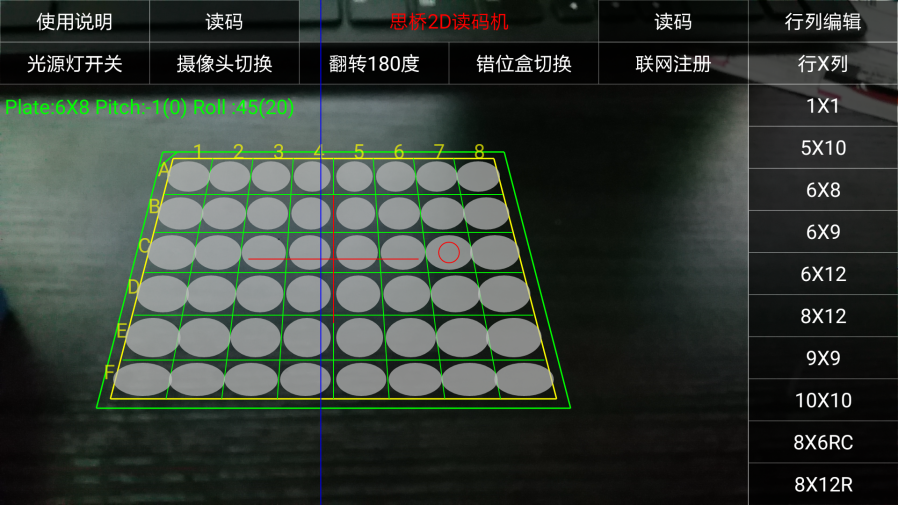 使用说明 读码 思桥2D读码机 读码 行列编辑
光源灯开关 摄像头切换 翻转180度 错位盒切换 联网注册 行X列
Plate:6X8 Pitch:-1(0) Roll :45(20)
1X1
5X10
6X8
6X9
6X12
8X12
9X9
10X10
8X6RC
8X12R
1 2 3 4 5 6 7 8
A
B
C
D
E
F